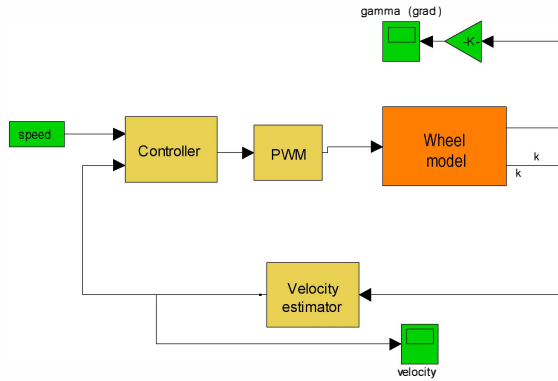 gamma (grad)
-K-
speed
Controller
PWM
Wheel
model
k
k
Velocity
estimator
velocity